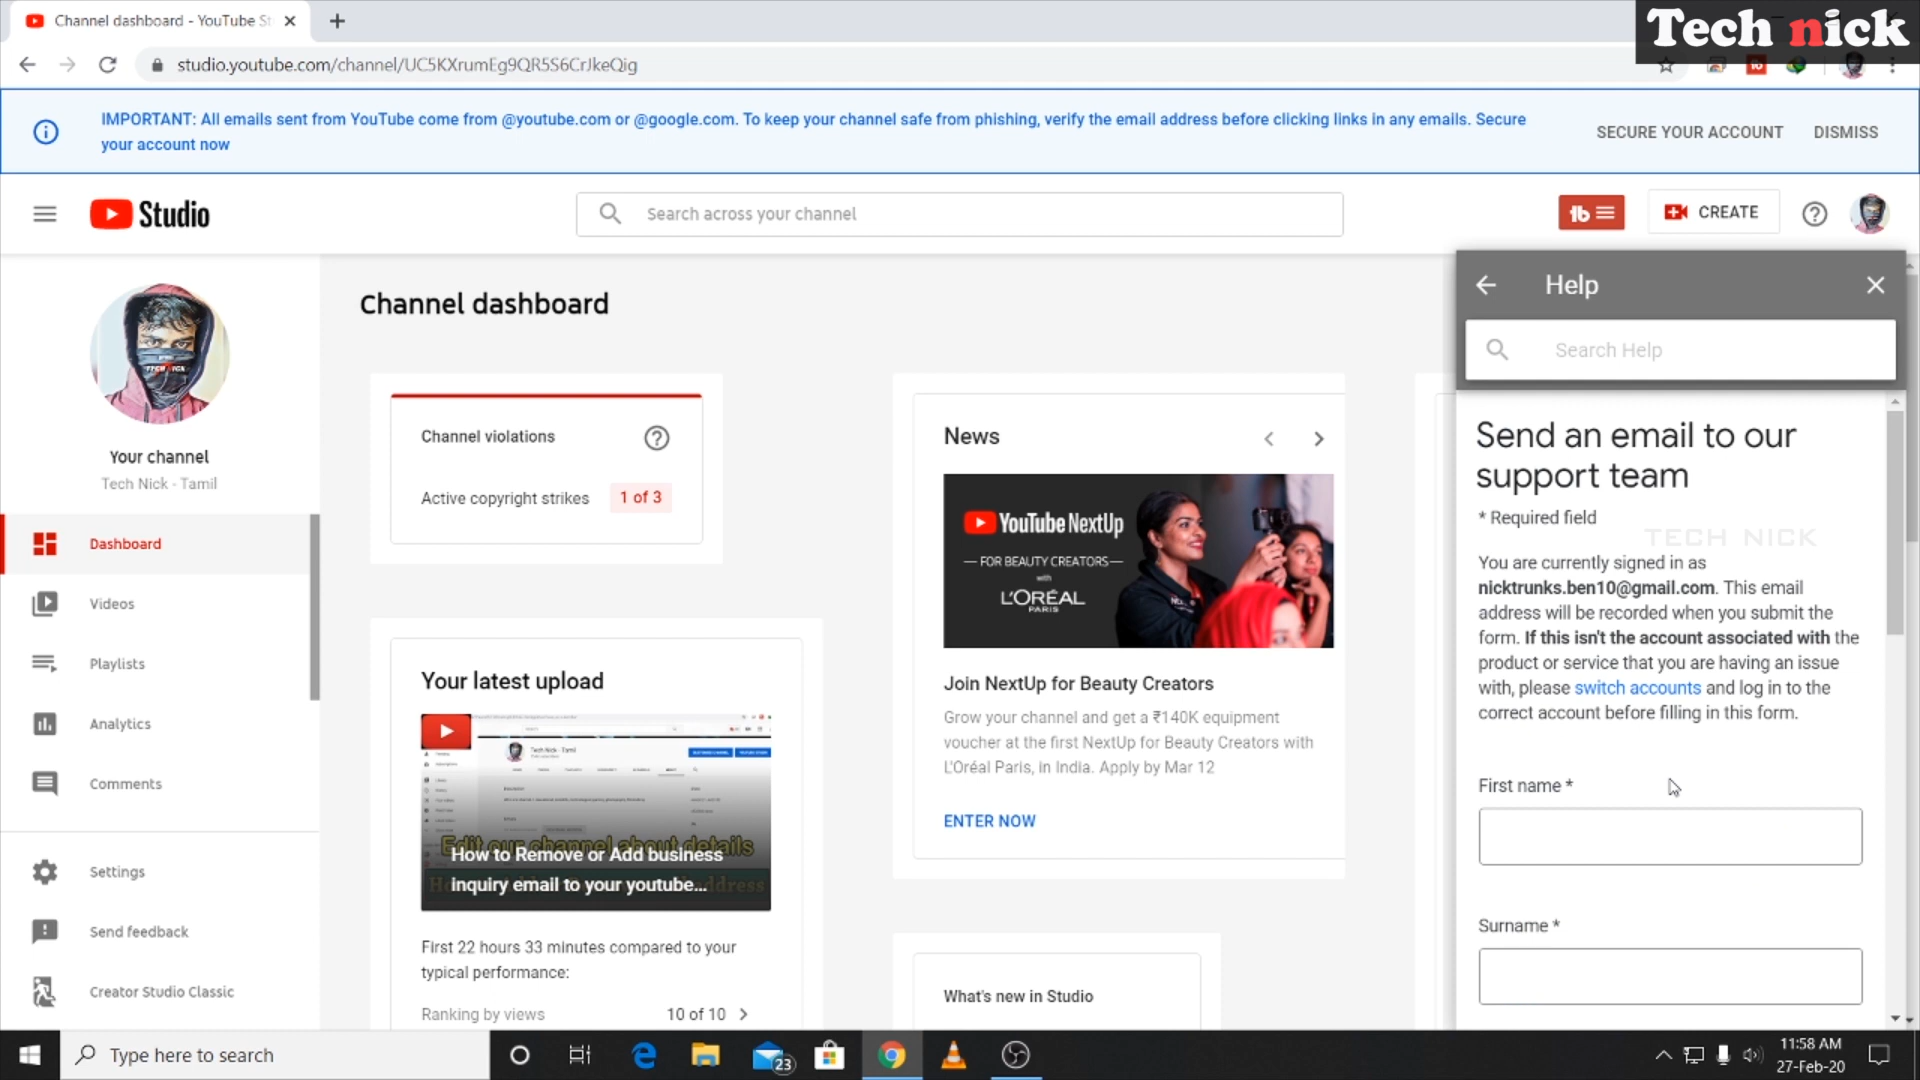 Channel dashboard - YouTube St
Tech nick
studio.youtube.com/channel/UC5KXrumEg9QR5S6CrJkeQig
IMPORTANT: All emails sent from YouTube come from @youtube.com or @google.com. To keep your channel safe from phishing, verify the email address before clicking links in any emails. Secure
your account now
SECURE YOUR ACCOUNT
DISMISS
Studio
Search across your channel
tb
CREATE
Your channel
Tech Nick - Tamil
Dashboard
Videos
Playlists
Analytics
Comments
Settings
Send feedback
Creator Studio Classic
Channel dashboard
Channel violations
Active copyright strikes
1 of 3
Your latest upload
Tech Nick - Tamil
Edit our channel about details
How to Remove or Add business
inquiry email to your youtube...
First 22 hours 33 minutes compared to your
typical performance:
Ranking by views
10 of 10
News
YouTube NextUp
FOR BEAUTY CREATORS
with
L'ORÉAL
PARIS
Join NextUp for Beauty Creators
Grow your channel and get a ₹140K equipment
voucher at the first NextUp for Beauty Creators with
L'Oréal Paris, in India. Apply by Mar 12
ENTER NOW
What's new in Studio
Help
Search Help
Send an email to our
support team
* Required field
TECH NICK
You are currently signed in as
nicktrunks.ben10@gmail.com. This email
address will be recorded when you submit the
form. If this isn't the account associated with the
product or service that you are having an issue
with, please switch accounts and log in to the
correct account before filling in this form.
First name *
Surname *
Type here to search
23
11:58 AM
27-Feb-20